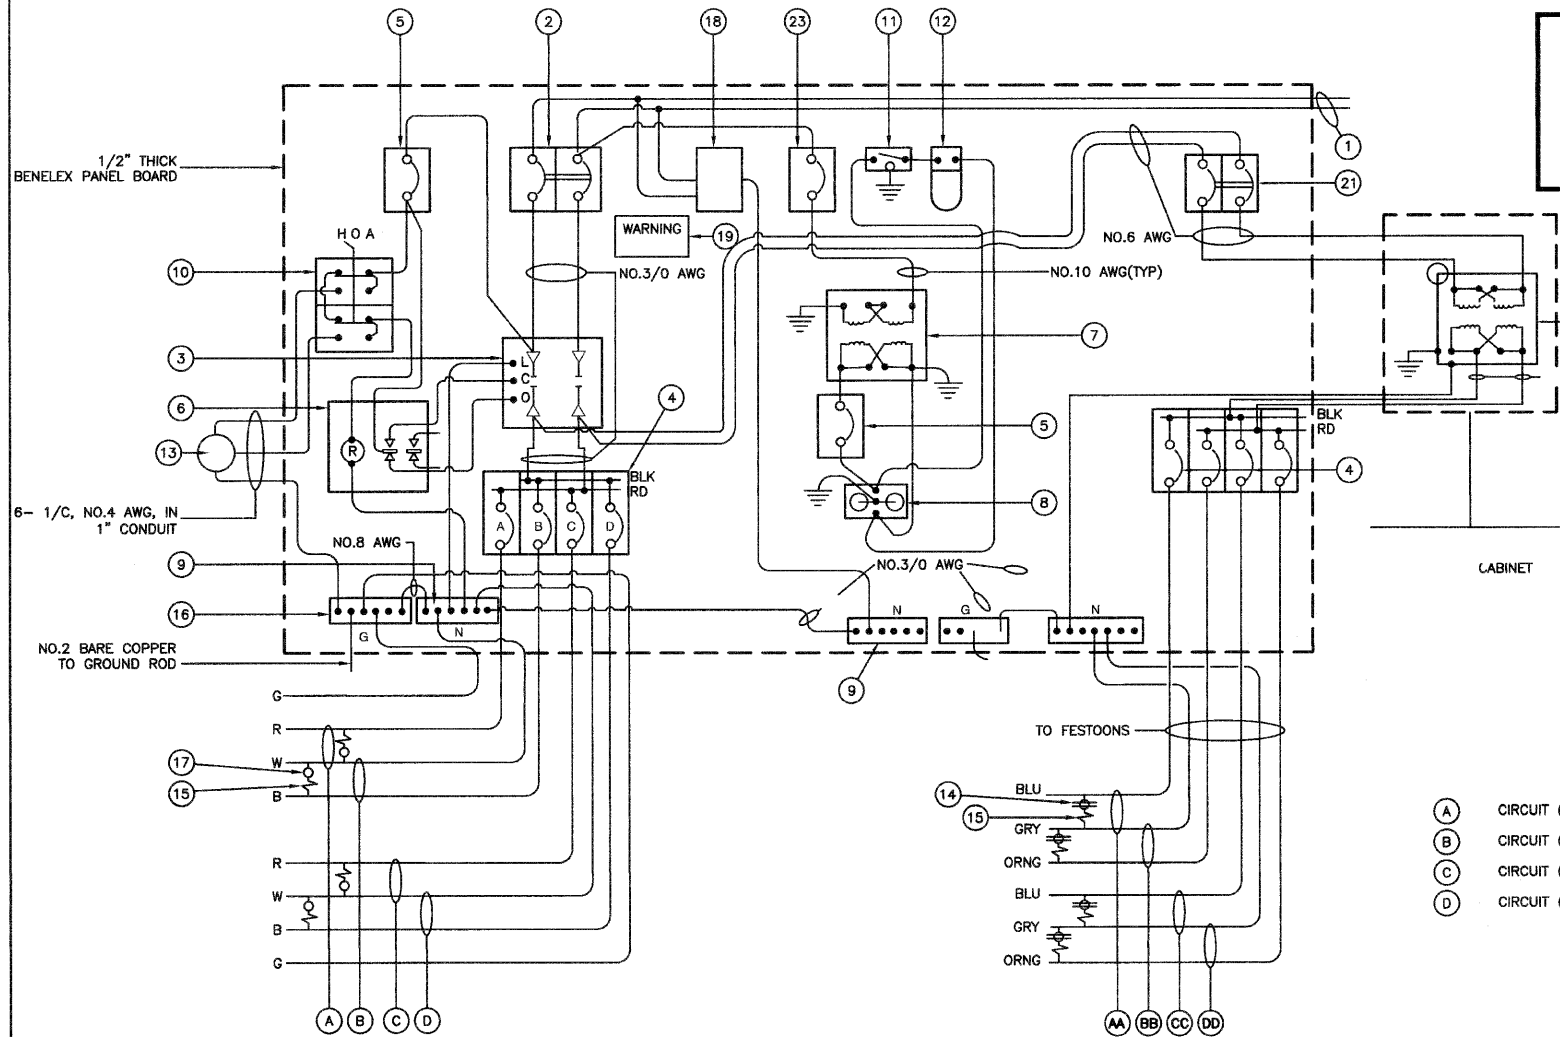 5 2 18 23 11 12
1/2" THICK
BENELEX PANEL BOARD
1
21
WARNING
19
H O A
10
NO.3/0 AWG
NO.6 AWG
NO.10 AWG(TYP)
3
L
C
O
7
6
4
5
BLK
RD
13
R
BLK
RD
4
8
6- 1/C, NO.4 AWG, IN
1" CONDUIT
A B C D
NO.8 AWG
9
NO.3/0 AWG
CABINET
16
G N
N G N
NO.2 BARE COPPER
TO GROUND ROD
9
G
R
W
B
17
15
TO FESTOONS
BLU
GRY
ORNG
14
15
R
W
B
G
BLU
GRY
ORNG
A CIRCUIT (
B CIRCUIT (
C CIRCUIT (
D CIRCUIT (
A B C D
AA BB CC DD